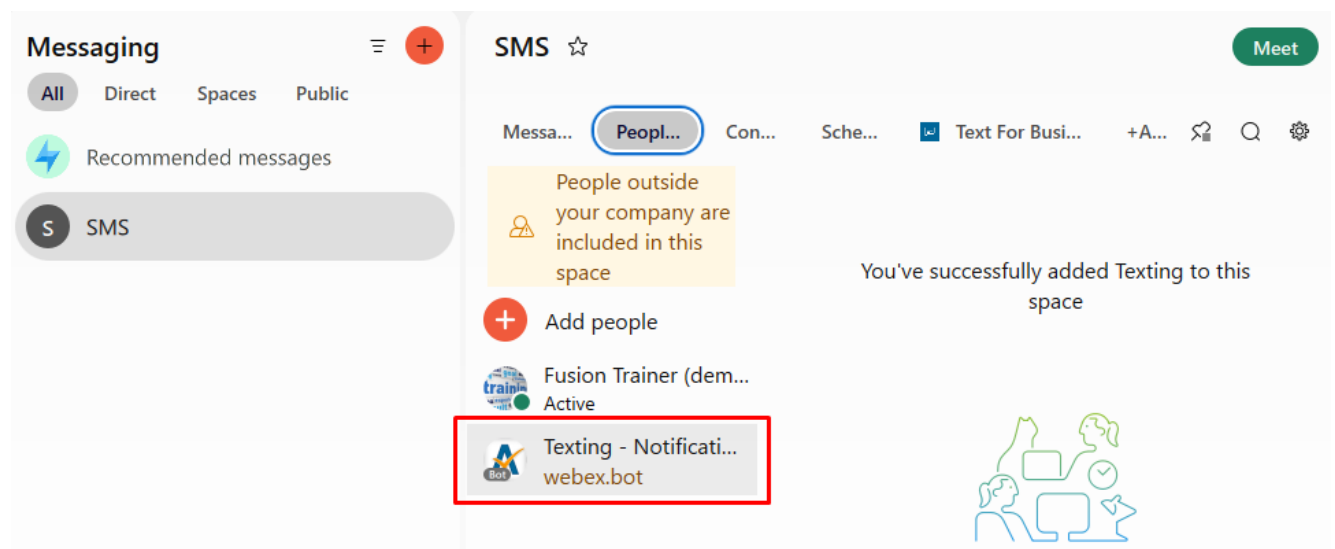 Messaging
+
All Direct Spaces Public
Recommended messages
S SMS
SMS
Meet
Messa... Peopl... Con... Sche... Text For Busi... +A...
People outside
your company are
included in this
space
+ Add people
Fusion Trainer (dem...
Active
Texting - Notificati...
Bot
webex.bot
You've successfully added Texting to this
space